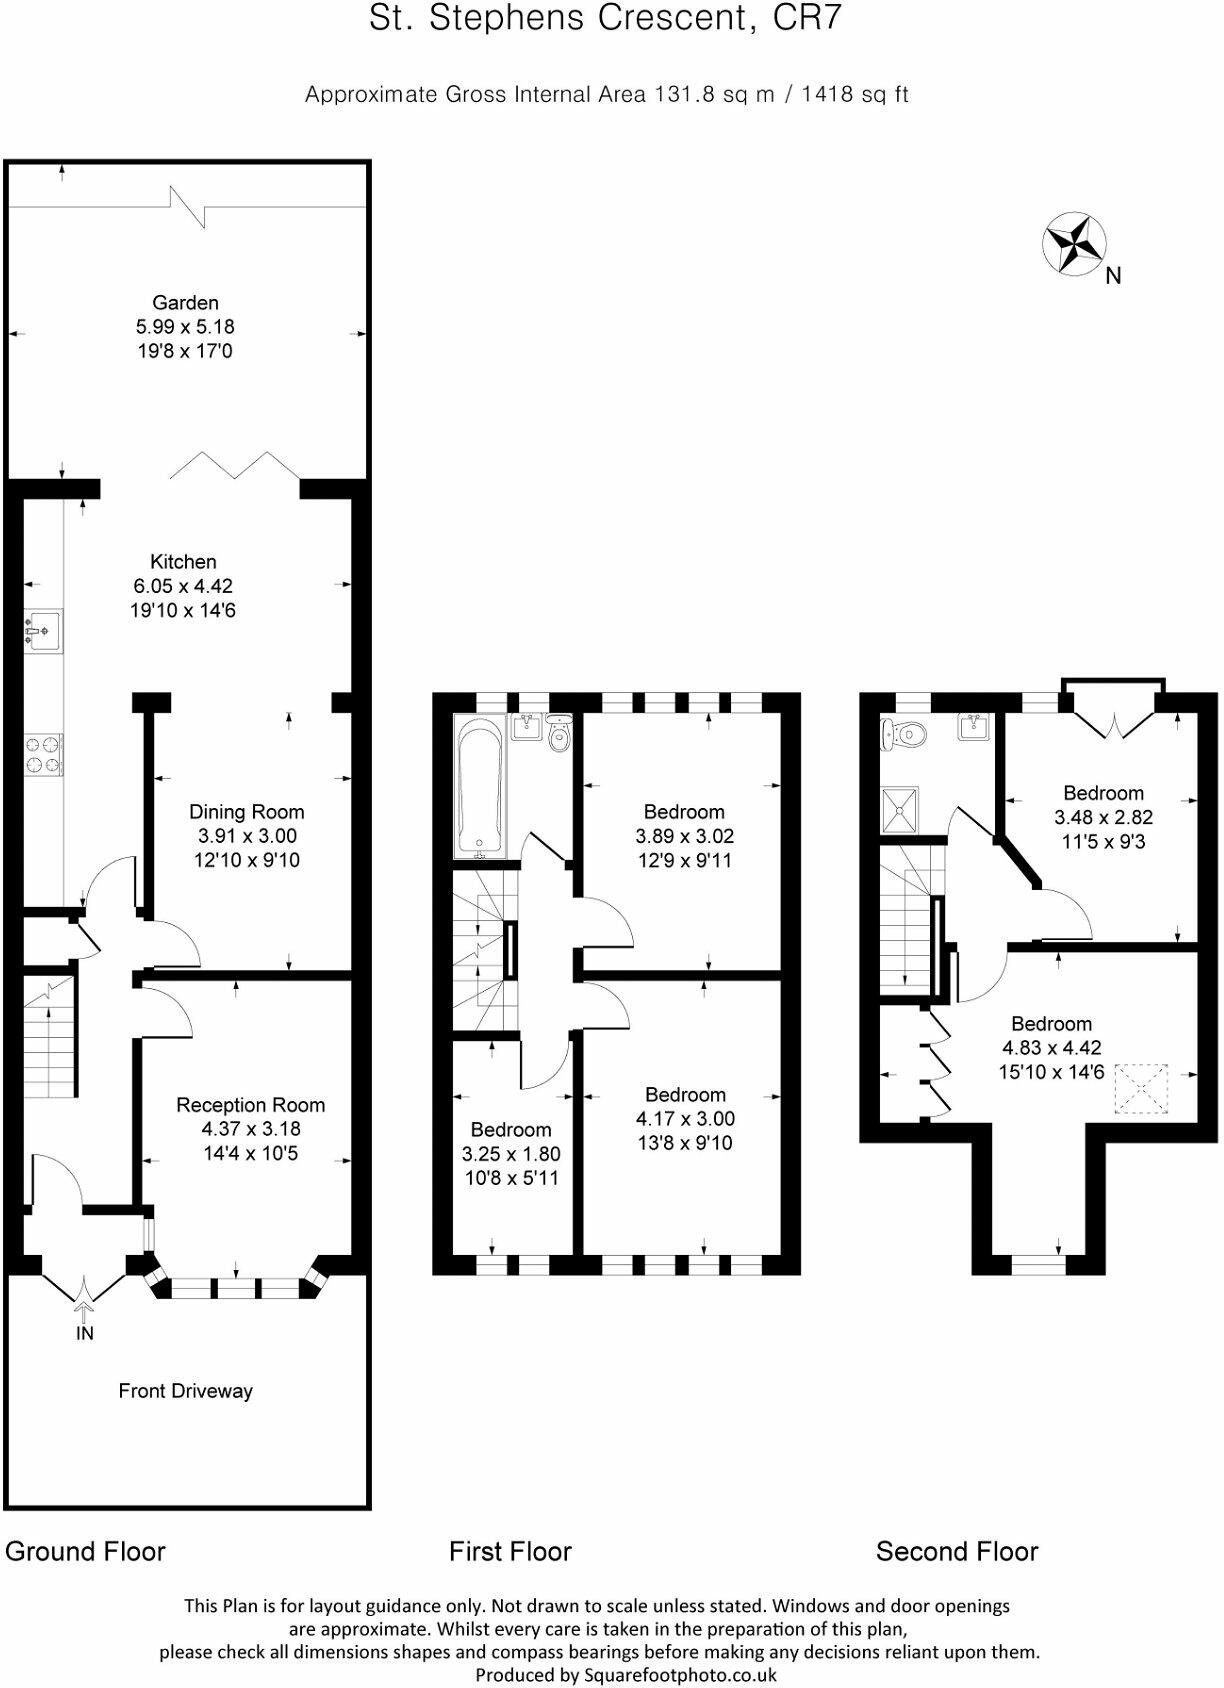 St. Stephens Crescent, CR7
Approximate Gross Internal Area 131.8 sq m / 1418 sq ft
N
Garden
5.99 x 5.18
19'8 x 17'0
Kitchen
6.05 x 4.42
19'10 x 14'6
Dining Room
3.91 x 3.00
12'10 x 9'10
Reception Room
4.37 x 3.18
14'4 x 10'5
IN
Front Driveway
Bedroom
3.89 x 3.02
12'9 x 9'11
Bedroom
4.17 x 3.00
13'8 x 9'10
Bedroom
3.25 x 1.80
10'8 x 5'11
Bedroom
3.48 x 2.82
11'5 x 9'3
Bedroom
4.83 x 4.42
15'10 x 14'6
Ground Floor
First Floor
Second Floor
This Plan is for layout guidance only. Not drawn to scale unless stated. Windows and door openings
are approximate. Whilst every care is taken in the preparation of this plan,
please check all dimensions shapes and compass bearings before making any decisions reliant upon them.
Produced by Squarefootphoto.co.uk